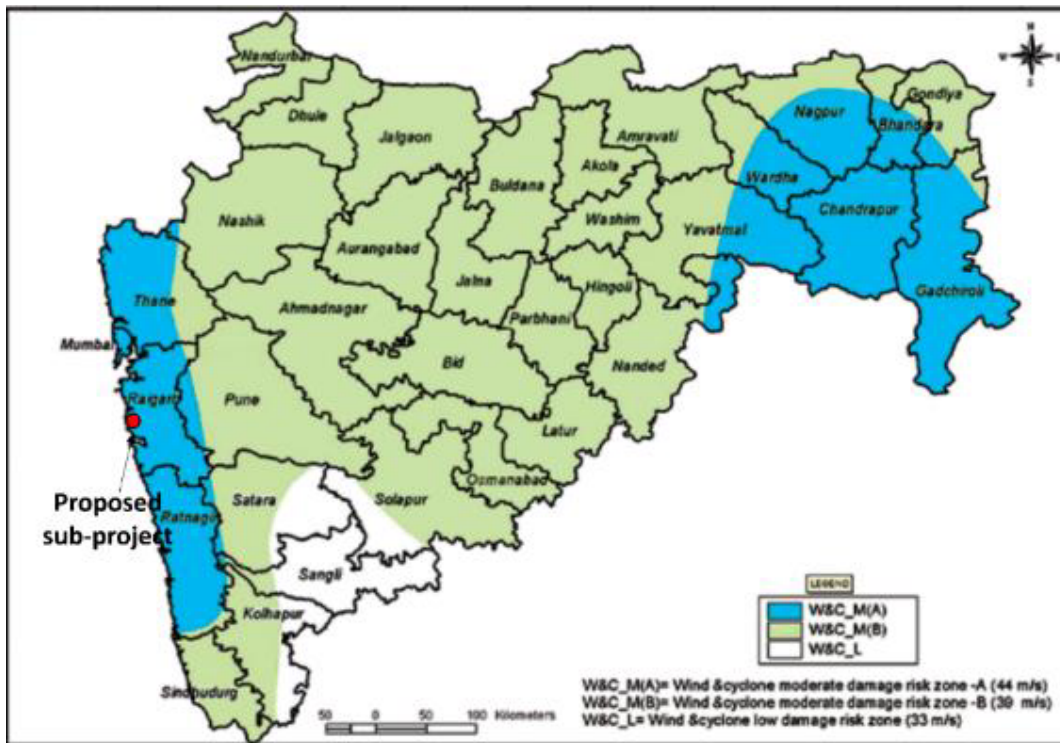 Nandurbar
Dhule
Jalgaon
Nashik
Buldana
Akola
Amravati
Washim
Nagpur
Bhandara
Gondiya
Wardha
Chandrapur
Gadchiroli
Yavatmal
Aurangabad
Jalna
Hingoli
Parbhani
Nanded
Thane
Mumbai
Ahmadnagar
Bid
Raigarh
Pune
Latur
Osmanabad
Solapur
Proposed
sub-project
Satara
Ratnagi
Sangli
Kolhapur
Sindhudurg
N
W
E
S
50 0 50 100 Kilometers
LEGEND
W&C_M(A)
W&C_M(B)
W&C_L
W&C_M(A)= Wind &cyclone moderate damage risk zone -A (44 m/s)
W&C_M(B)= Wind &cyclone moderate damage risk zone -B (39 m/s)
W&C_L= Wind &cyclone low damage risk zone (33 m/s)